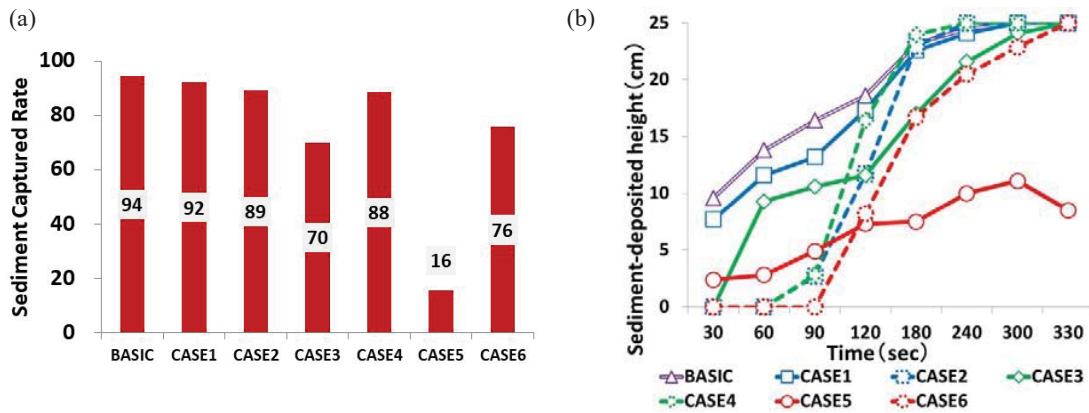 (a)
Sediment Captured Rate
100
80
60
40
20
0
94
92
89
70
88
16
76
BASIC CASE1 CASE2 CASE3 CASE4 CASE5 CASE6
(b)
Sediment-deposited height(cm)
25
20
15
10
5
0
30 60 90 120 180 240 300 330
Time(sec)
BASIC CASE1 CASE2 CASE3
CASE4 CASE5 CASE6